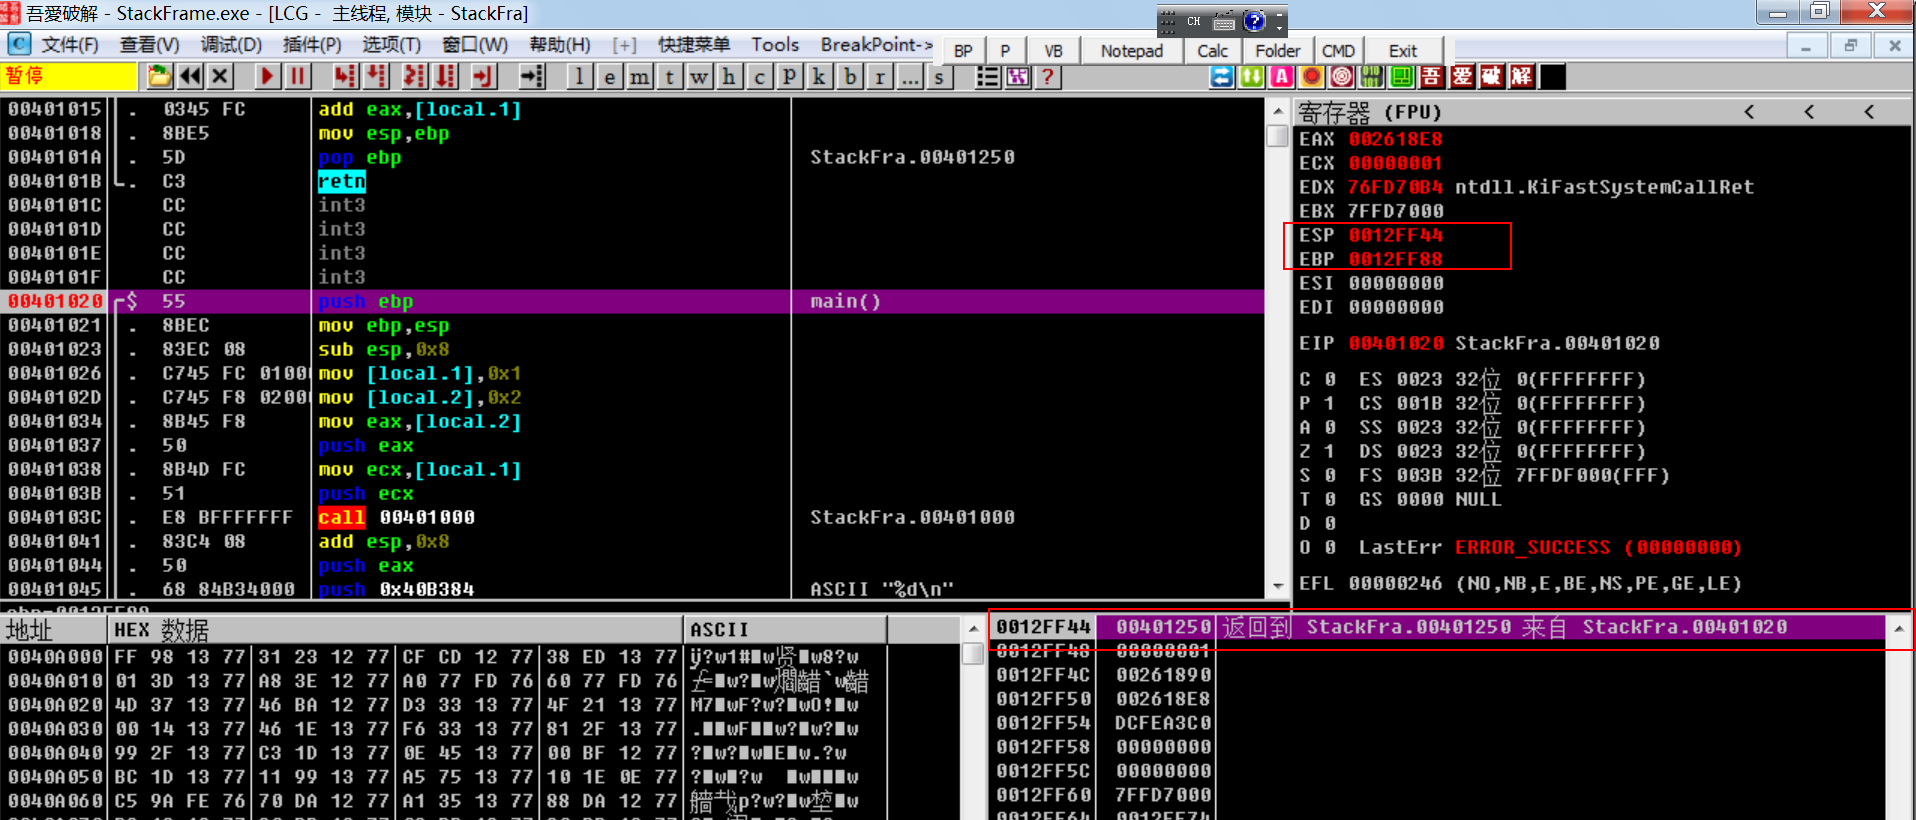 吾愛破解 - StackFrame.exe - [LCG - 主线程, 模块 - StackFra]
CH
文件(F) 查看(V) 调试(D) 插件(P) 选项(T) 窗口(W) 帮助(H) [+] 快捷菜单 Tools BreakPoint->
BP P VB Notepad Calc Folder CMD Exit
暂停 l e m t w h c p k b r ... s ? A 吾 爱 破 解
00401015 . 0345 FC add eax,[local.1]
00401018 . 8BE5 mov esp,ebp
0040101A . 5D pop ebp StackFra.00401250
0040101B . C3 retn
0040101C CC int3
0040101D CC int3
0040101E CC int3
0040101F CC int3
00401020 $ 55 push ebp main()
00401021 . 8BEC mov ebp,esp
00401023 . 83EC 08 sub esp,0x8
00401026 . C745 FC 0100 mov [local.1],0x1
0040102D . C745 F8 0200 mov [local.2],0x2
00401034 . 8B45 F8 mov eax,[local.2]
00401037 . 50 push eax
00401038 . 8B4D FC mov ecx,[local.1]
0040103B . 51 push ecx
0040103C . E8 BFFFFFFF call 00401000 StackFra.00401000
00401041 . 83C4 08 add esp,0x8
00401044 . 50 push eax
00401045 . 68 84B34000 push 0x40B384 ASCII "%d\n"
ebp=0012FF88
寄存器 (FPU) < < <
EAX 002618E8
ECX 00000001
EDX 76FD70B4 ntdll.KiFastSystemCallRet
EBX 7FFD7000
ESP 0012FF44
EBP 0012FF88
ESI 00000000
EDI 00000000
EIP 00401020 StackFra.00401020
C 0 ES 0023 32位 0(FFFFFFFF)
P 1 CS 001B 32位 0(FFFFFFFF)
A 0 SS 0023 32位 0(FFFFFFFF)
Z 1 DS 0023 32位 0(FFFFFFFF)
S 0 FS 003B 32位 7FFDF000(FFF)
T 0 GS 0000 NULL
D 0
O 0 LastErr ERROR_SUCCESS (00000000)
EFL 00000246 (NO,NB,E,BE,NS,PE,GE,LE)
地址 HEX 数据 ASCII
0040A000 FF 98 13 77 31 23 12 77 CF CD 12 77 38 ED 13 77
0040A010 01 3D 13 77 A8 3E 12 77 A0 77 FD 76 60 77 FD 76
0040A020 4D 37 13 77 46 BA 12 77 D3 33 13 77 4F 21 13 77
0040A030 00 14 13 77 46 1E 13 77 F6 33 13 77 81 2F 13 77
0040A040 99 2F 13 77 C3 1D 13 77 0E 45 13 77 00 BF 12 77
0040A050 BC 1D 13 77 11 99 13 77 A5 75 13 77 10 1E 0E 77
0040A060 C5 9A FE 76 70 DA 12 77 A1 35 13 77 88 DA 12 77
0012FF44 00401250 返回到 StackFra.00401250 来自 StackFra.00401020
0012FF48 00000001
0012FF4C 00261890
0012FF50 002618E8
0012FF54 DCFEA3C0
0012FF58 00000000
0012FF5C 00000000
0012FF60 7FFD7000
0012FF64 0012FF74